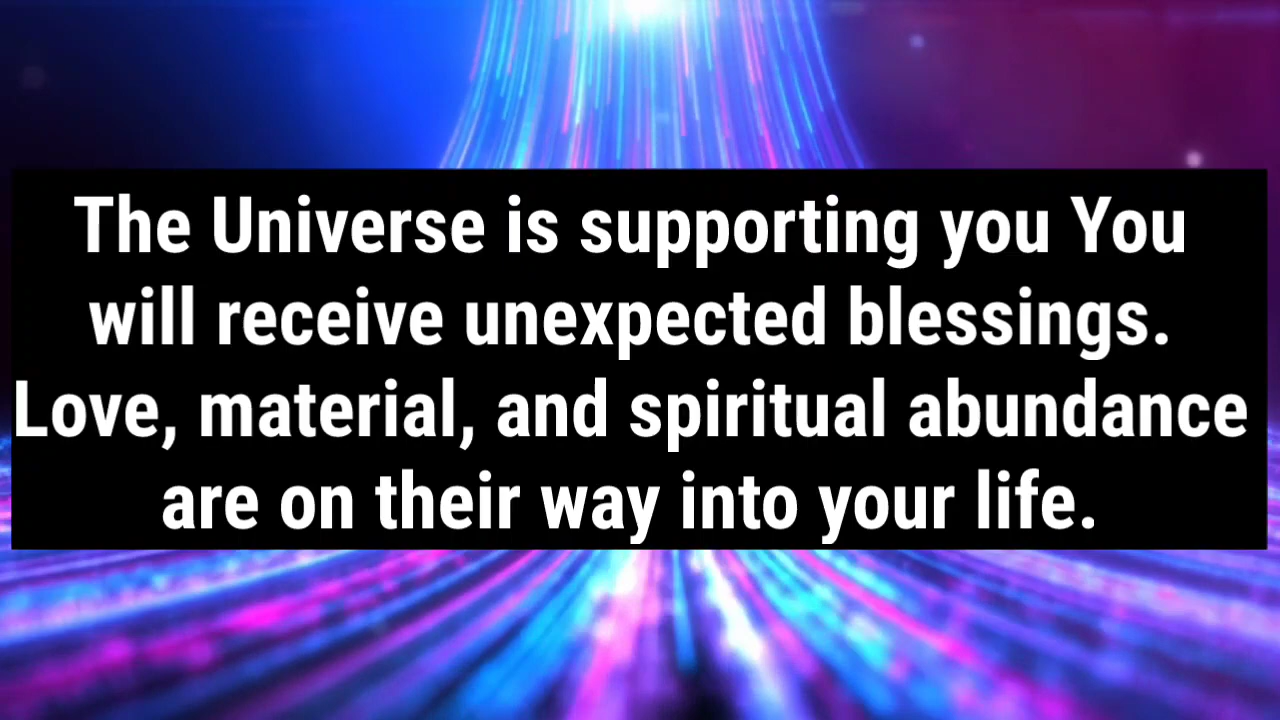 The Universe is supporting you You
will receive unexpected blessings.
Love, material, and spiritual abundance
are on their way into your life.